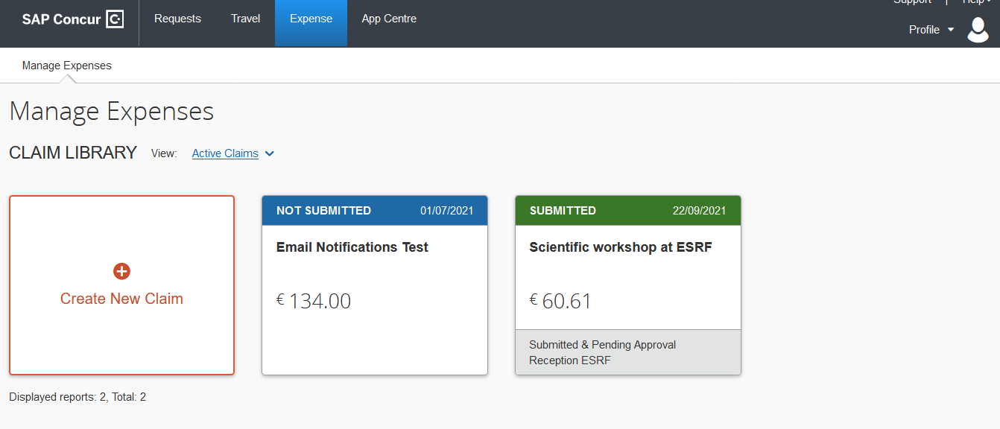 Support | Help
SAP Concur C
Requests
Travel
Expense
App Centre
Profile
Manage Expenses
Manage Expenses
CLAIM LIBRARY View: Active Claims
Create New Claim
NOT SUBMITTED 01/07/2021
Email Notifications Test
€ 134.00
SUBMITTED 22/09/2021
Scientific workshop at ESRF
€ 60.61
Submitted & Pending Approval
Reception ESRF
Displayed reports: 2, Total: 2